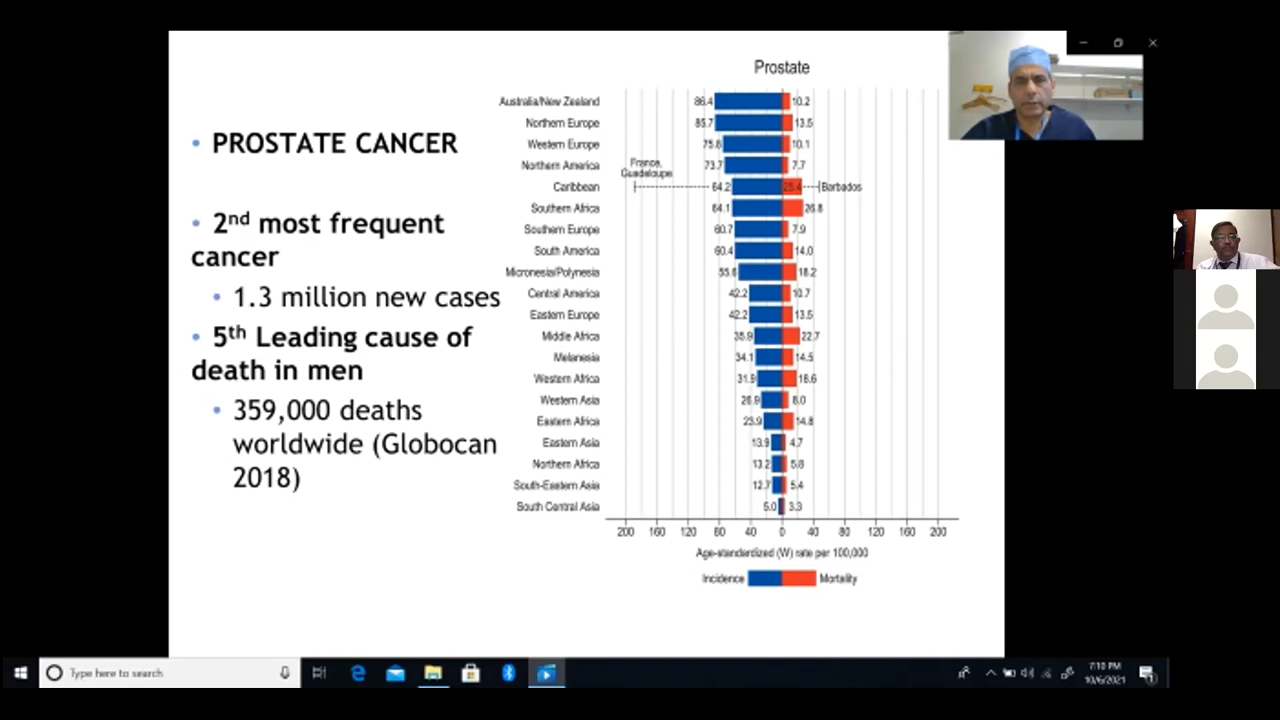 • PROSTATE CANCER
• 2nd most frequent
cancer
• 1.3 million new cases
• 5th Leading cause of
death in men
• 359,000 deaths
worldwide (Globocan
2018)
Prostate
Australia/New Zealand 86.4 10.2
Northern Europe 85.7 13.5
Western Europe 75.8 10.1
Northern America 73.7 7.7
France,
Guadeloupe
Caribbean 64.2 25.4 Barbados
Southern Africa 64.1 26.8
Southern Europe 60.7 7.9
South America 60.4 14.0
Micronesia/Polynesia 55.6 18.2
Central America 42.2 10.7
Eastern Europe 42.2 13.5
Middle Africa 35.9 22.7
Melanesia 34.1 14.5
Western Africa 31.9 18.6
Western Asia 28.9 8.0
Eastern Africa 23.9 14.8
Eastern Asia 13.9 4.7
Northern Africa 13.2 5.8
South-Eastern Asia 12.7 5.4
South Central Asia 5.0 3.3
200 160 120 80 40 0 40 80 120 160 200
Age-standardized (W) rate per 100,000
Incidence Mortality
Type here to search
7:10 PM
10/6/2021
1